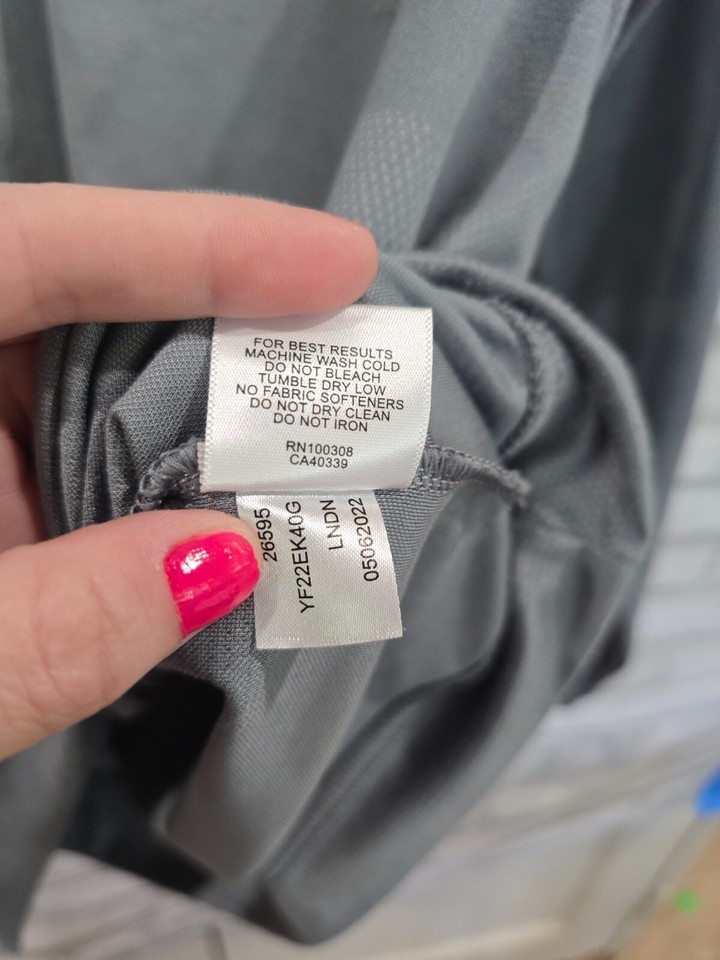 FOR BEST RESULTS
MACHINE WASH COLD
DO NOT BLEACH
TUMBLE DRY LOW
NO FABRIC SOFTENERS
DO NOT DRY CLEAN
DO NOT IRON
RN100308
CA40339
26595
YF22EK40G
LNDN
05062022